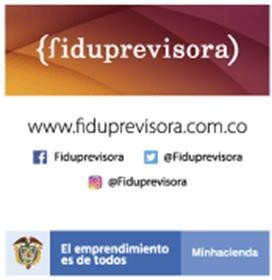 {fiduprevisora)
www.fiduprevisora.com.co
Fiduprevisora @Fiduprevisora
@Fiduprevisora
El emprendimiento
es de todos
Minhacienda